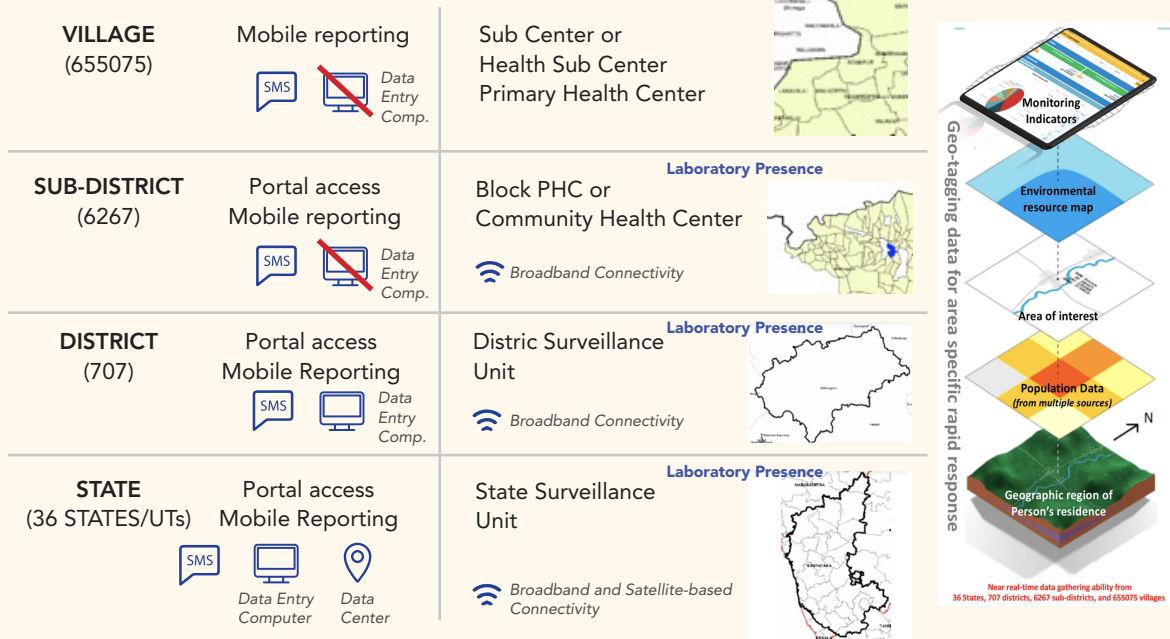 VILLAGE
(655075)
Mobile reporting
SMS
Data
Entry
Comp.
Sub Center or
Health Sub Center
Primary Health Center
SUB-DISTRICT
(6267)
Portal access
Mobile reporting
SMS
Data
Entry
Comp.
Laboratory Presence
Block PHC or
Community Health Center
Broadband Connectivity
DISTRICT
(707)
Portal access
Mobile Reporting
SMS
Data
Entry
Comp.
Laboratory Presence
Distric Surveillance
Unit
Broadband Connectivity
STATE
(36 STATES/UTs)
Portal access
Mobile Reporting
SMS
Data Entry
Computer
Data
Center
Laboratory Presence
State Surveillance
Unit
Broadband and Satellite-based
Connectivity
KARNATAKA
Geo-tagging data for area specific rapid response
Monitoring
Indicators
Environmental
resource map
Area of interest
Population Data
(from multiple sources)
N
Geographic region of
Person's residence
Near real-time data gathering ability from
36 States, 707 districts, 6267 sub-districts, and 655075 villages